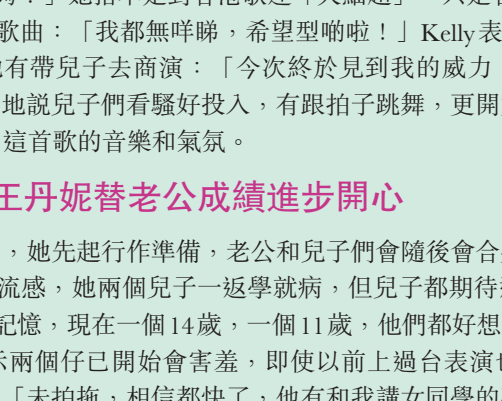 歌曲：「我都無咩睇，希望型啲啦！」Kelly表
有帶兒子去商演：「今次終於見到我的威力
地説兒子們看騷好投入，有跟拍子跳舞，更開
這首歌的音樂和氣氛。
王丹妮替老公成績進步開心
，她先起行作準備，老公和兒子們會隨後會合
流感，她兩個兒子一返學就病，但兒子都期待
記憶，現在一個14歲，一個11歲，他們都好想
示兩個仔已開始會害羞，即使以前上過台表演
「未拍拖，相信都快了，他有和我講女同學的